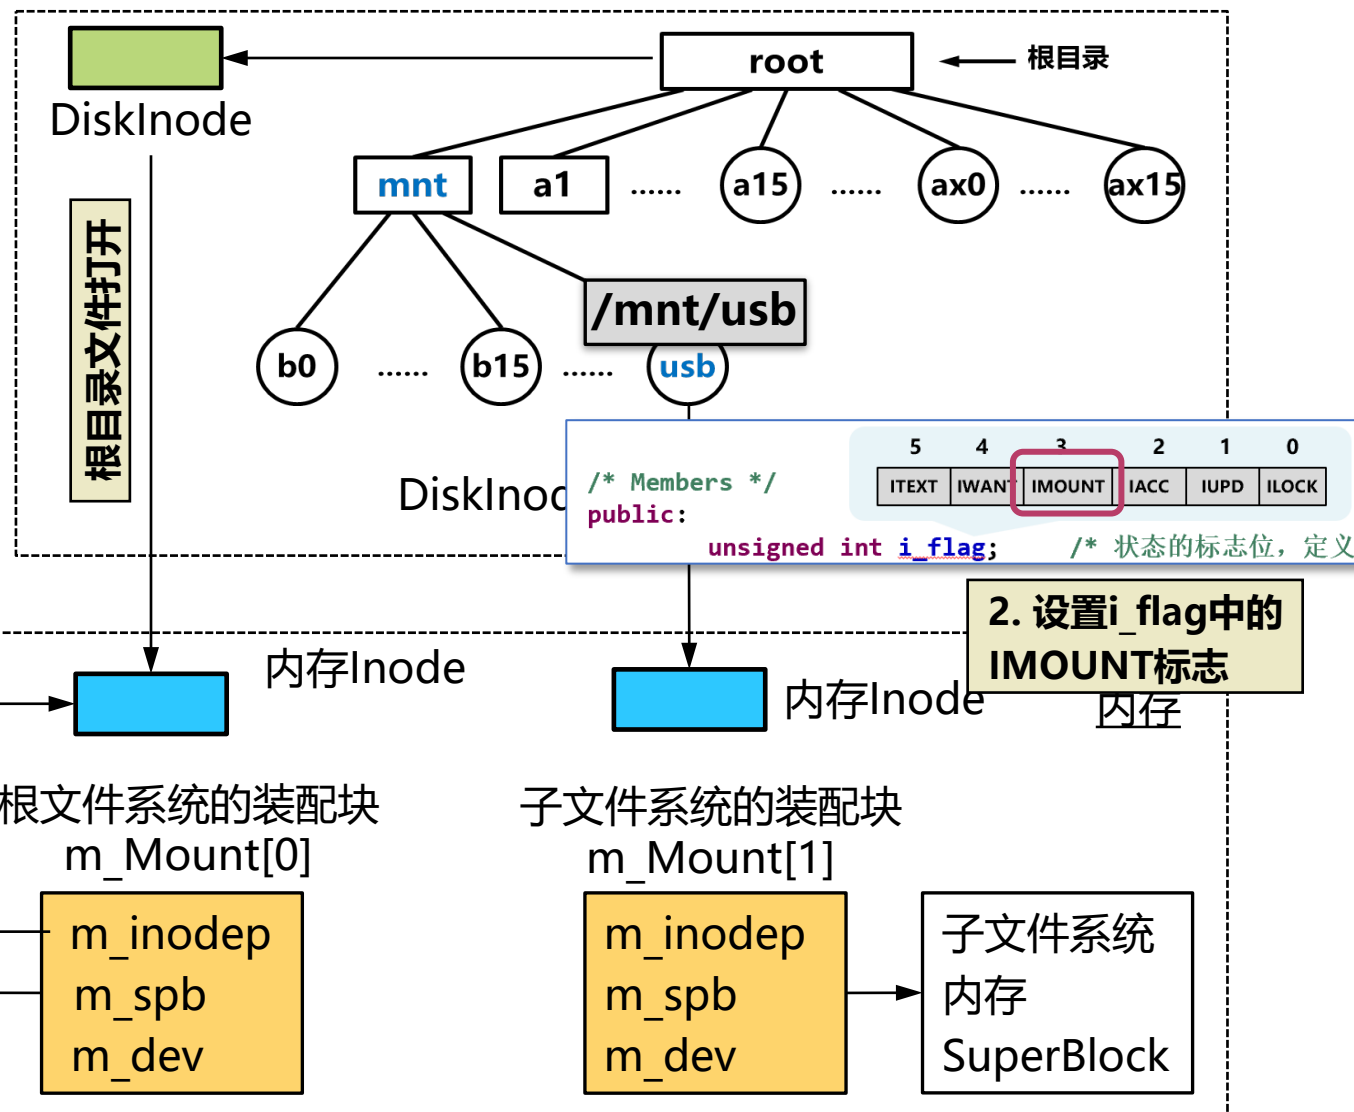 root
根目录
DiskInode
mnt
a1
......
a15
......
ax0
......
ax15
根目录文件打开
/mnt/usb
b0
......
b15
......
usb
5 4 3 2 1 0
ITEXT IWANT IMOUNT IACC IUPD ILOCK
DiskInod
/* Members */
public:
unsigned int i_flag; /* 状态的标志位，定义
2. 设置i_flag中的
IMOUNT标志
内存Inode
内存Inode
内存
根文件系统的装配块
m_Mount[0]
子文件系统的装配块
m_Mount[1]
m_inodep
m_spb
m_dev
m_inodep
m_spb
m_dev
子文件系统
内存
SuperBlock